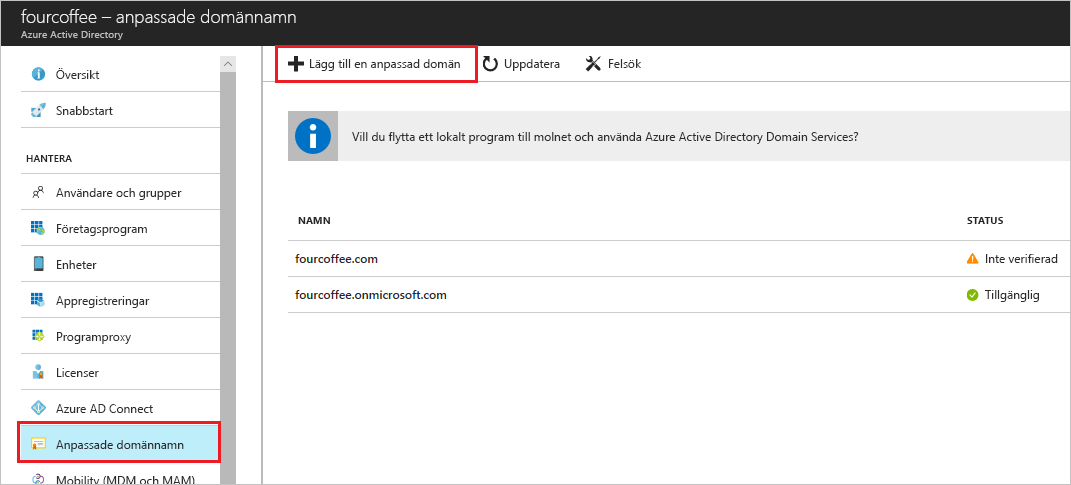 fourcoffee – anpassade domännamn
Azure Active Directory
Översikt
Snabbstart
HANTERA
Användare och grupper
Företagsprogram
Enheter
Appregistreringar
Programproxy
Licenser
Azure AD Connect
Anpassade domännamn
Mobility (MDM och MAM)
Lägg till en anpassad domän Uppdatera Felsök
Vill du flytta ett lokalt program till molnet och använda Azure Active Directory Domain Services?
NAMN STATUS
fourcoffee.com Inte verifierad
fourcoffee.onmicrosoft.com Tillgänglig